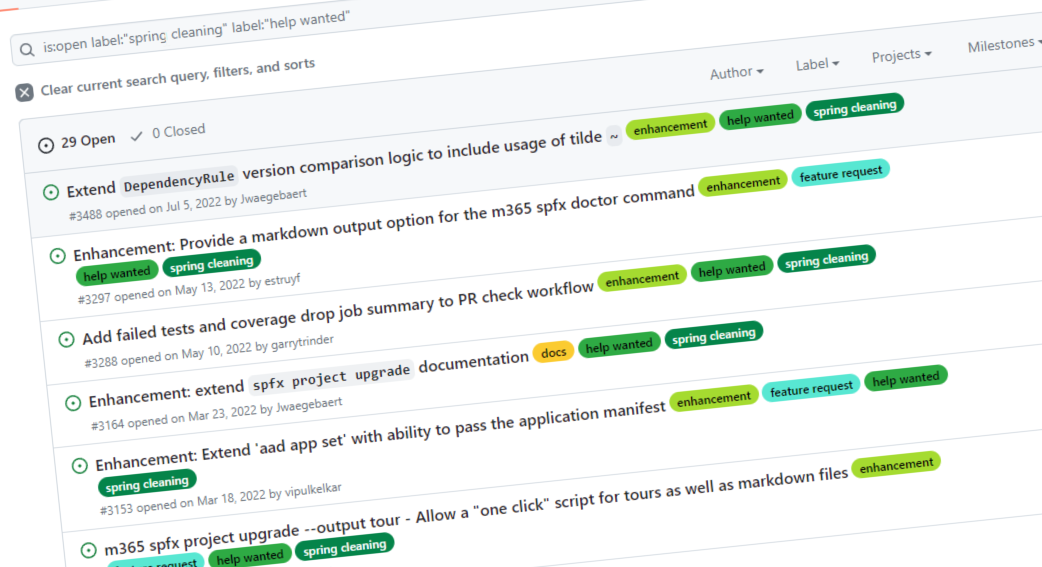 is:open label:"spring cleaning" label:"help wanted"
Clear current search query, filters, and sorts
29 Open 0 Closed Author Label Projects Milestones
Extend DependencyRule version comparison logic to include usage of tilde ~ enhancement help wanted spring cleaning
#3488 opened on Jul 5, 2022 by Jwaegebaert
Enhancement: Provide a markdown output option for the m365 spfx doctor command enhancement feature request
help wanted spring cleaning
#3297 opened on May 13, 2022 by estruyf
Add failed tests and coverage drop job summary to PR check workflow enhancement help wanted spring cleaning
#3288 opened on May 10, 2022 by garrytrinder
Enhancement: extend spfx project upgrade documentation docs help wanted spring cleaning
#3164 opened on Mar 23, 2022 by Jwaegebaert
Enhancement: Extend 'aad app set' with ability to pass the application manifest enhancement feature request help wanted
spring cleaning
#3153 opened on Mar 18, 2022 by vipulkelkar
m365 spfx project upgrade --output tour - Allow a "one click" script for tours as well as markdown files enhancement
feature request help wanted spring cleaning